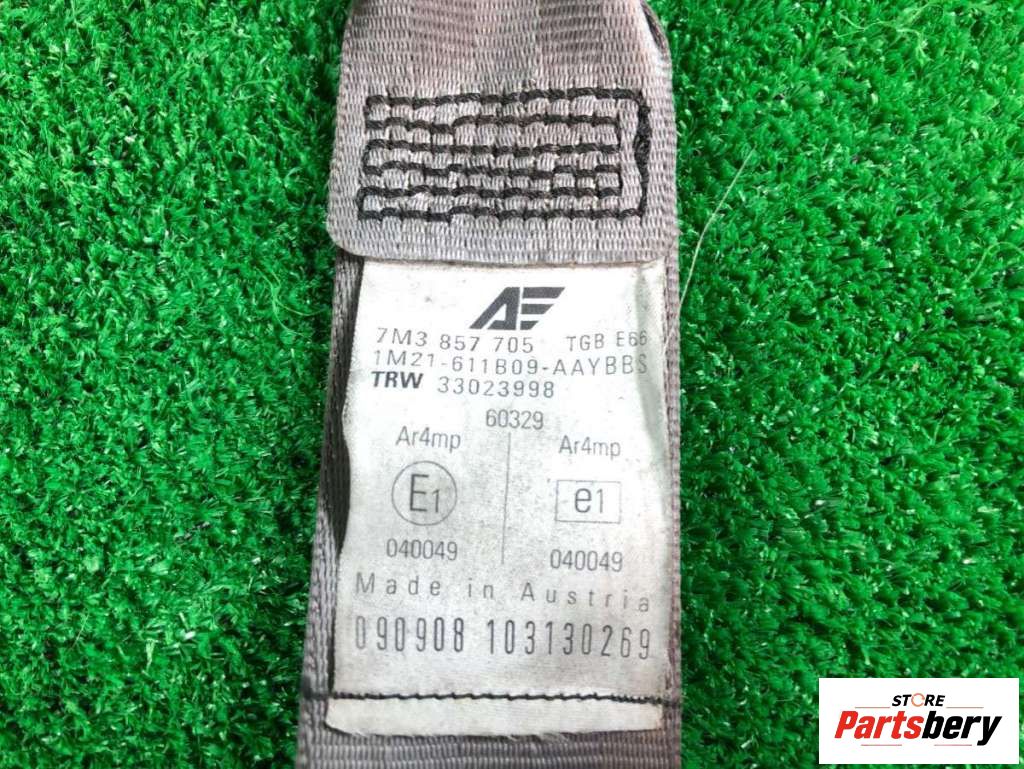 AE
7M3 857 705 TGB E66
1M21-611B09-AAYBBS
TRW 33023998
60329
Ar4mp Ar4mp
E1 e1
040049 040049
Made in Austria
090908 103130269
STORE
Partsbery